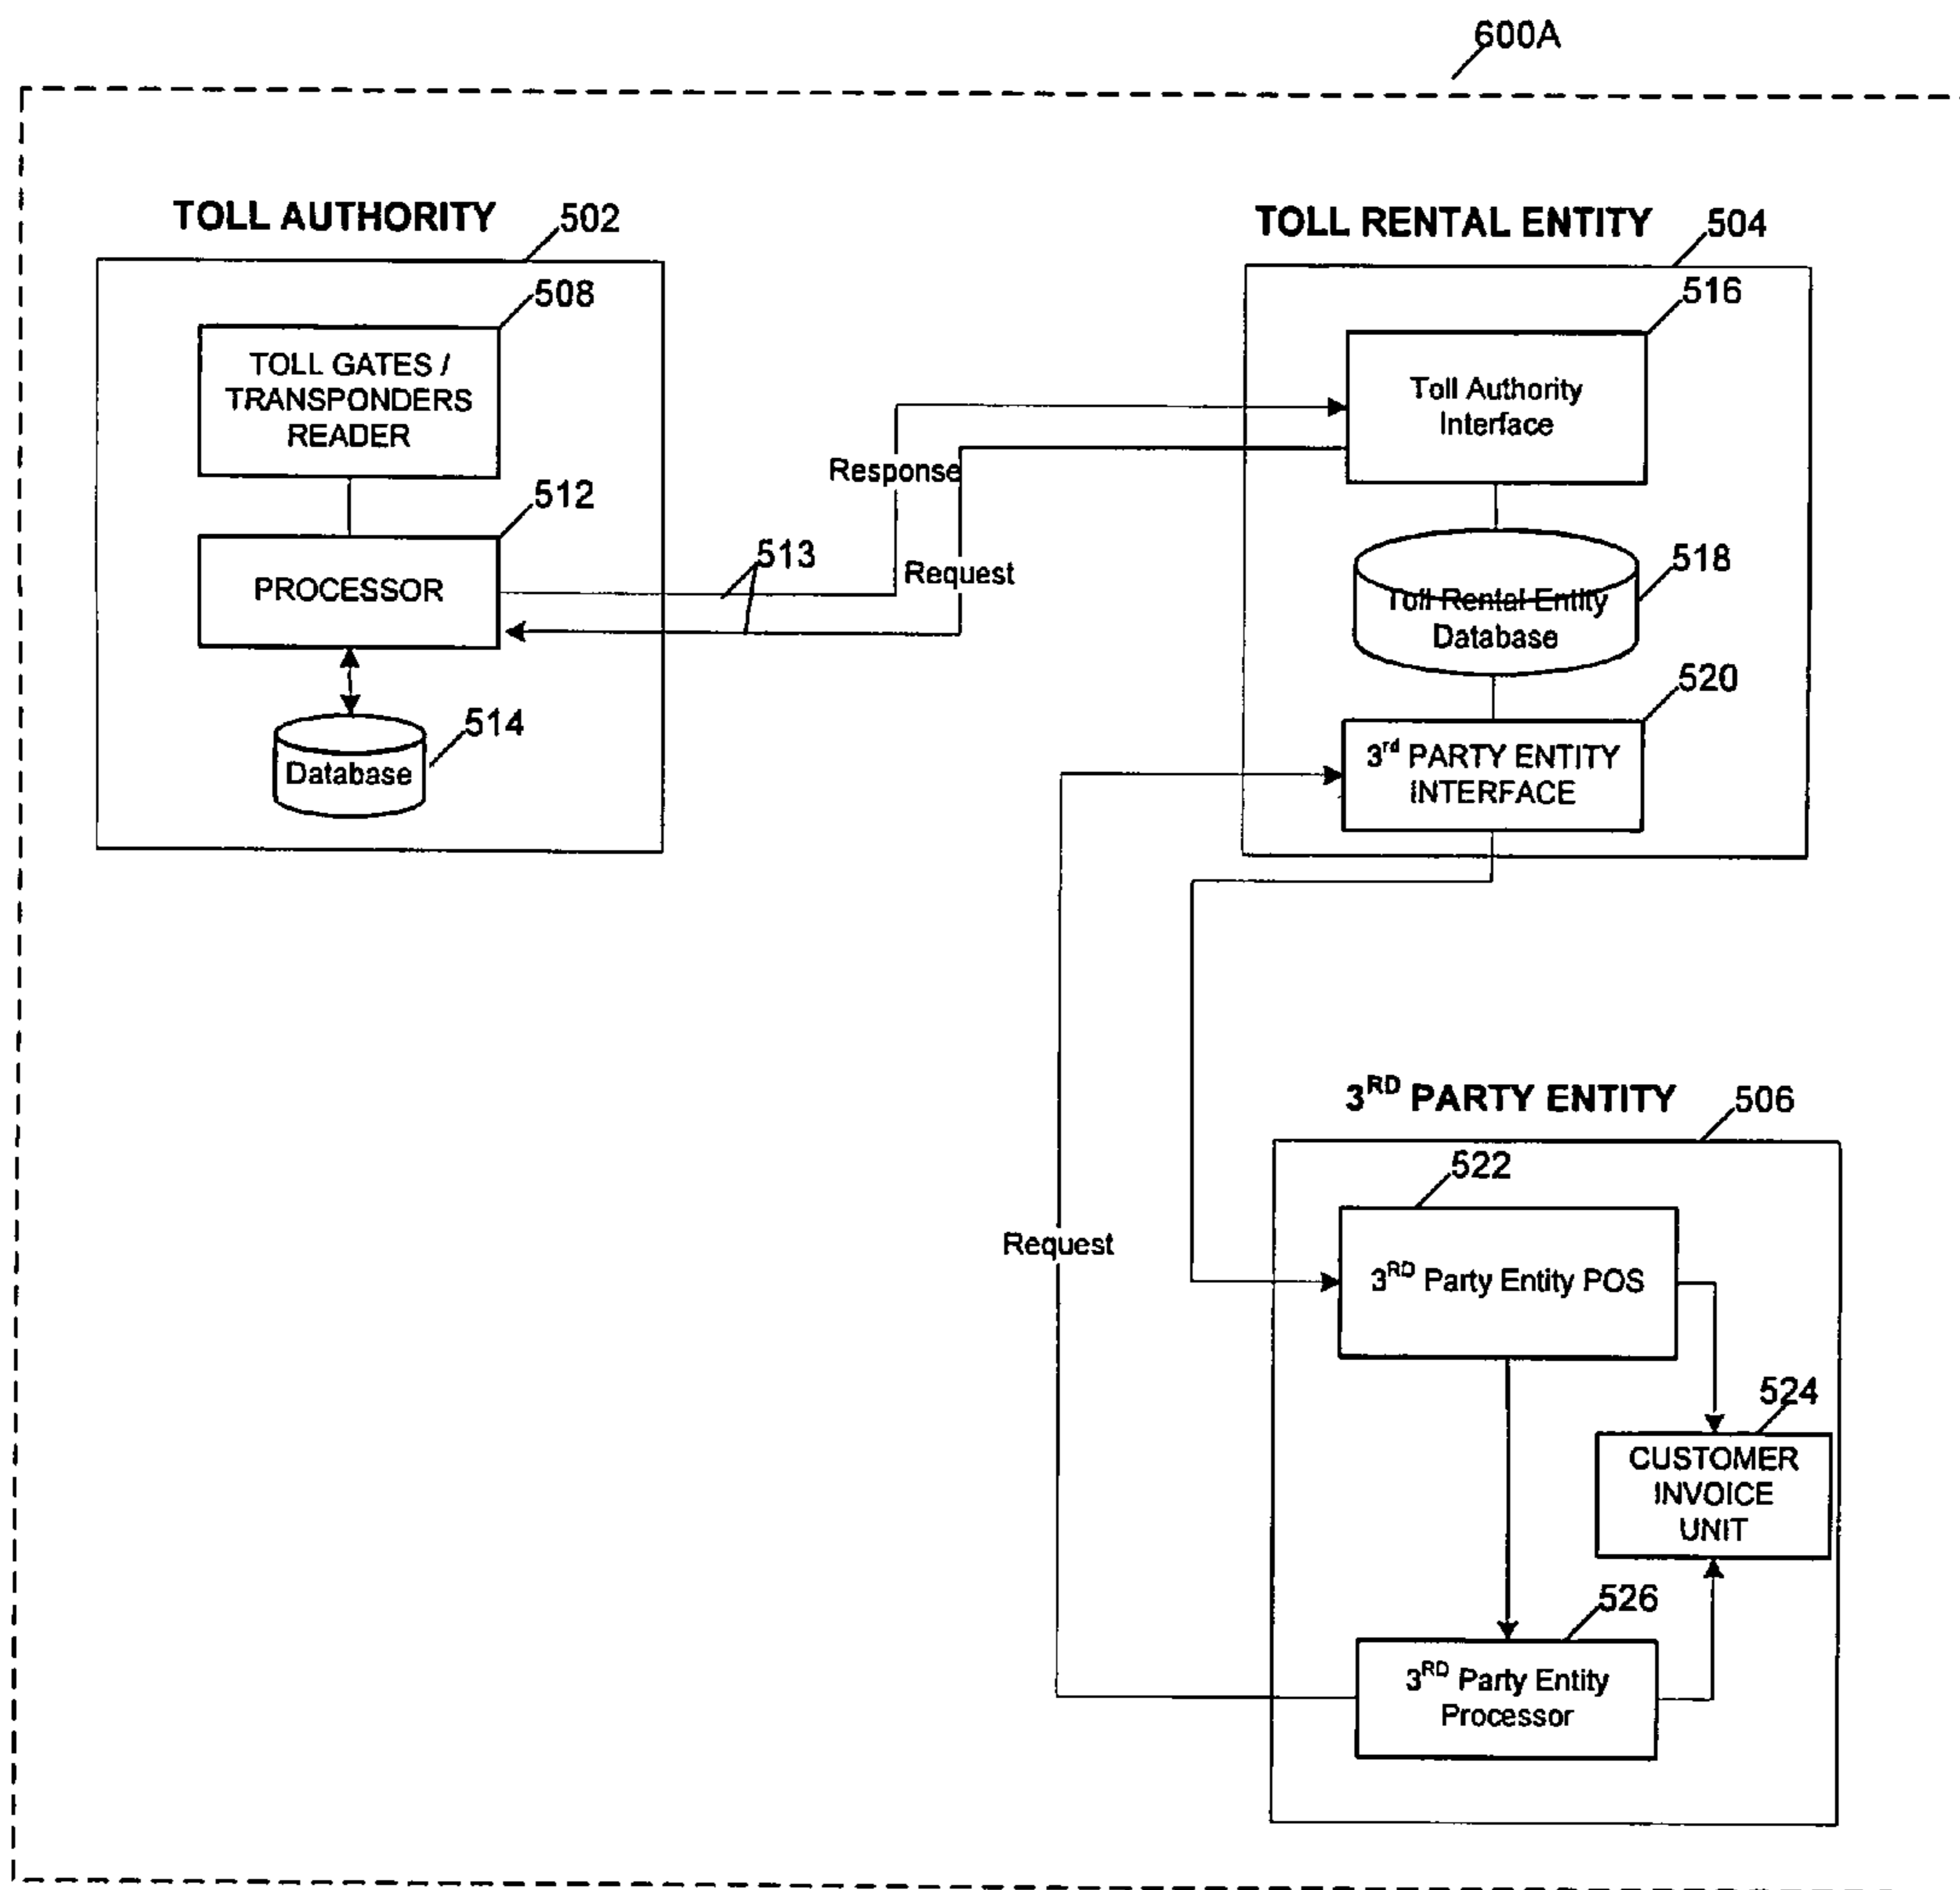 600A
TOLL AUTHORITY
502
508
TOLL GATES /
TRANSPONDERS
READER
512
PROCESSOR
513
514
Database
Response
Request
TOLL RENTAL ENTITY
504
516
Toll Authority
Interface
518
Toll Rental Entity
Database
520
3rd PARTY ENTITY
INTERFACE
Request
3RD PARTY ENTITY
506
522
3RD Party Entity POS
524
CUSTOMER
INVOICE
UNIT
526
3RD Party Entity
Processor